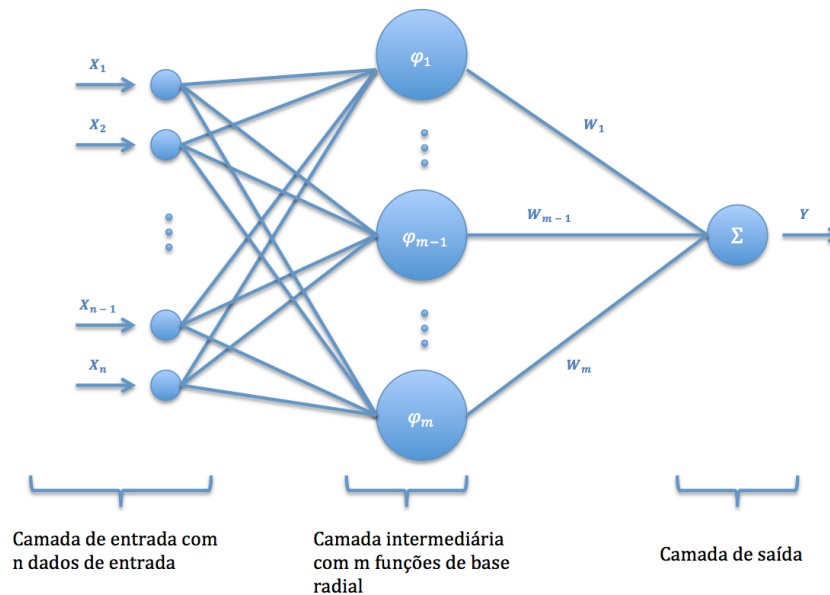 X₁
X₂
Xₙ₋₁
Xₙ
φ₁
φₘ₋₁
φₘ
W₁
Wₘ₋₁
Wₘ
Σ
Y
Camada de entrada com
n dados de entrada
Camada intermediária
com m funções de base
radial
Camada de saída